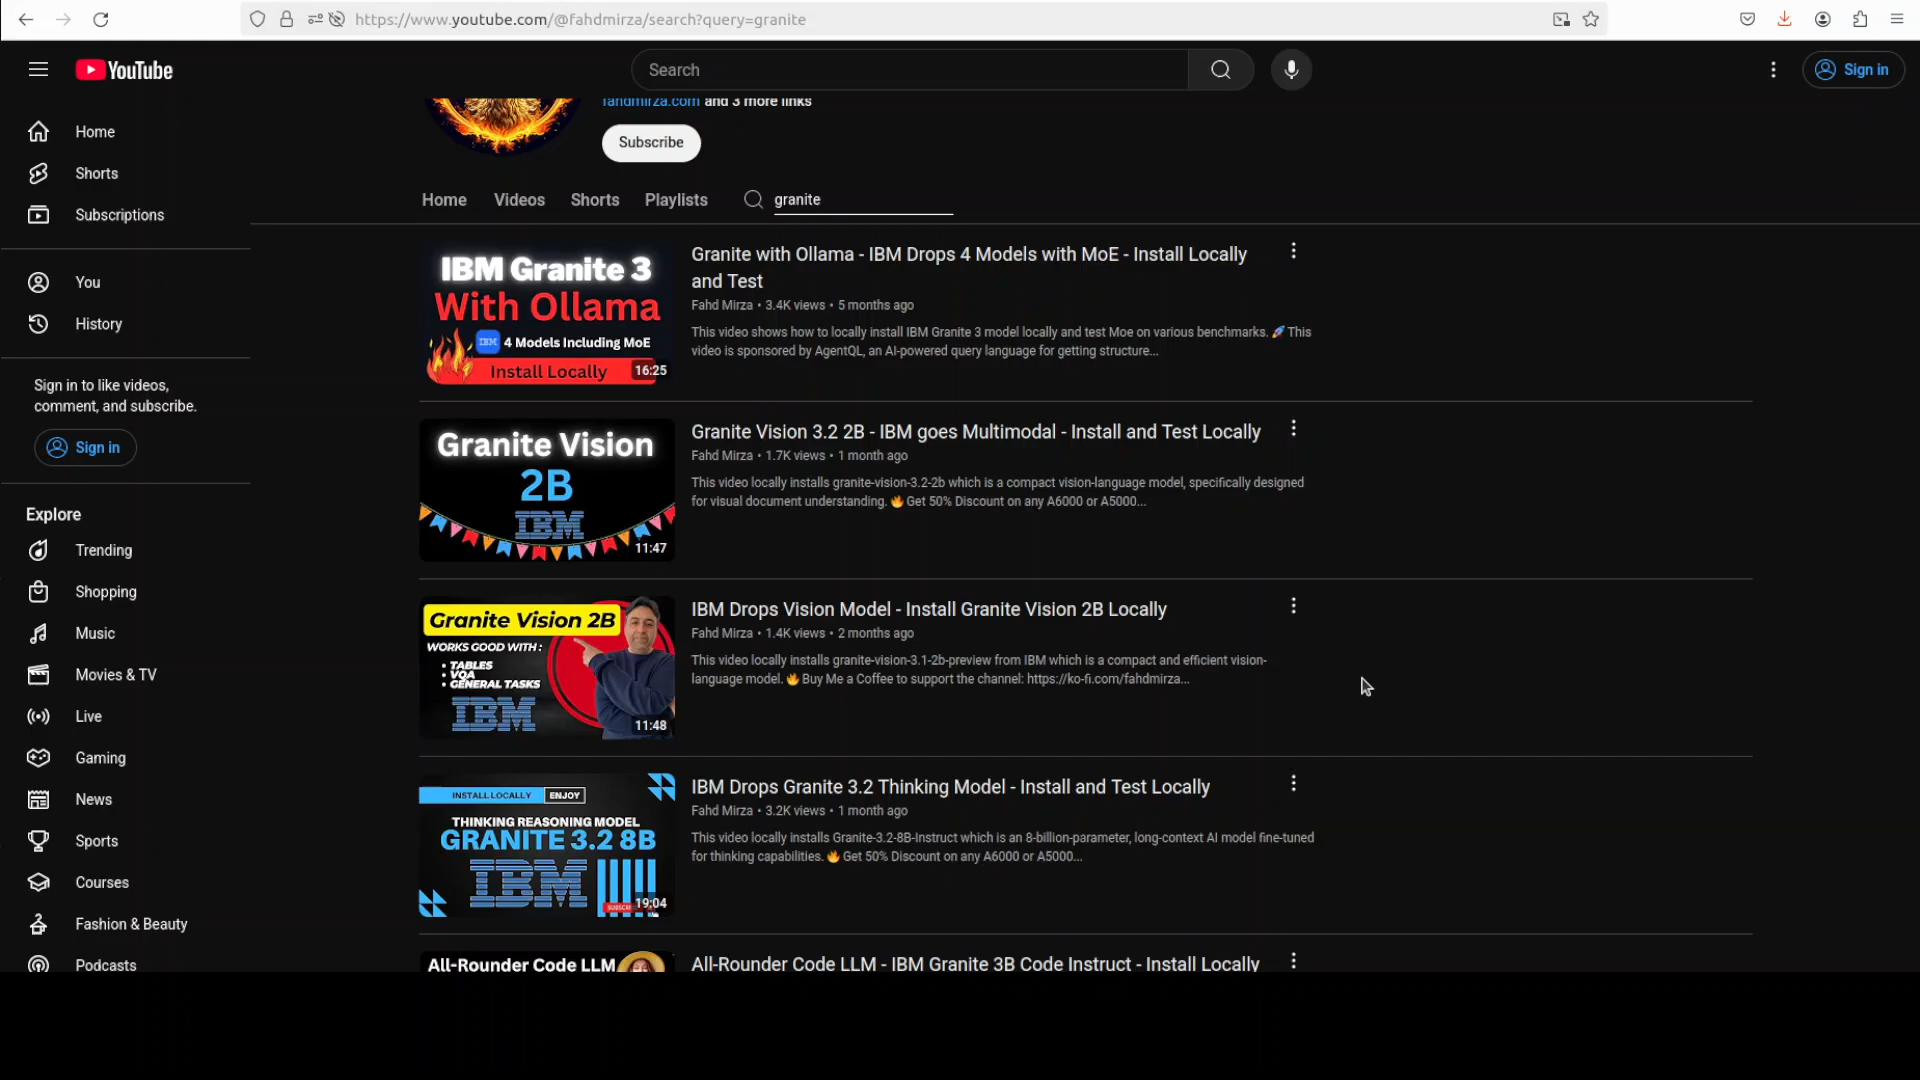 https://www.youtube.com/@fahdmirza/search?query=granite
YouTube
Search
Sign in
fahdmirza.com and 3 more links
Subscribe
Home
Shorts
Subscriptions
You
History
Sign in to like videos,
comment, and subscribe.
Sign in
Explore
Trending
Shopping
Music
Movies & TV
Live
Gaming
News
Sports
Courses
Fashion & Beauty
Podcasts
Home Videos Shorts Playlists granite
IBM Granite 3
With Ollama
IBM 4 Models Including MoE
Install Locally
16:25
Granite with Ollama - IBM Drops 4 Models with MoE - Install Locally
and Test
Fahd Mirza • 3.4K views • 5 months ago
This video shows how to locally install IBM Granite 3 model locally and test Moe on various benchmarks. 🚀 This
video is sponsored by AgentQL, an AI-powered query language for getting structure...
Granite Vision
2B
IBM
11:47
Granite Vision 3.2 2B - IBM goes Multimodal - Install and Test Locally
Fahd Mirza • 1.7K views • 1 month ago
This video locally installs granite-vision-3.2-2b which is a compact vision-language model, specifically designed
for visual document understanding. 🔥 Get 50% Discount on any A6000 or A5000...
Granite Vision 2B
WORKS GOOD WITH :
• TABLES
• VQA
• GENERAL TASKS
IBM
11:48
IBM Drops Vision Model - Install Granite Vision 2B Locally
Fahd Mirza • 1.4K views • 2 months ago
This video locally installs granite-vision-3.1-2b-preview from IBM which is a compact and efficient vision-
language model. 🔥 Buy Me a Coffee to support the channel: https://ko-fi.com/fahdmirza...
INSTALL LOCALLY ENJOY
THINKING REASONING MODEL
GRANITE 3.2 8B
IBM
19:04
IBM Drops Granite 3.2 Thinking Model - Install and Test Locally
Fahd Mirza • 3.2K views • 1 month ago
This video locally installs Granite-3.2-8B-Instruct which is an 8-billion-parameter, long-context AI model fine-tuned
for thinking capabilities. 🔥 Get 50% Discount on any A6000 or A5000...
All-Rounder Code LLM
All-Rounder Code LLM - IBM Granite 3B Code Instruct - Install Locally